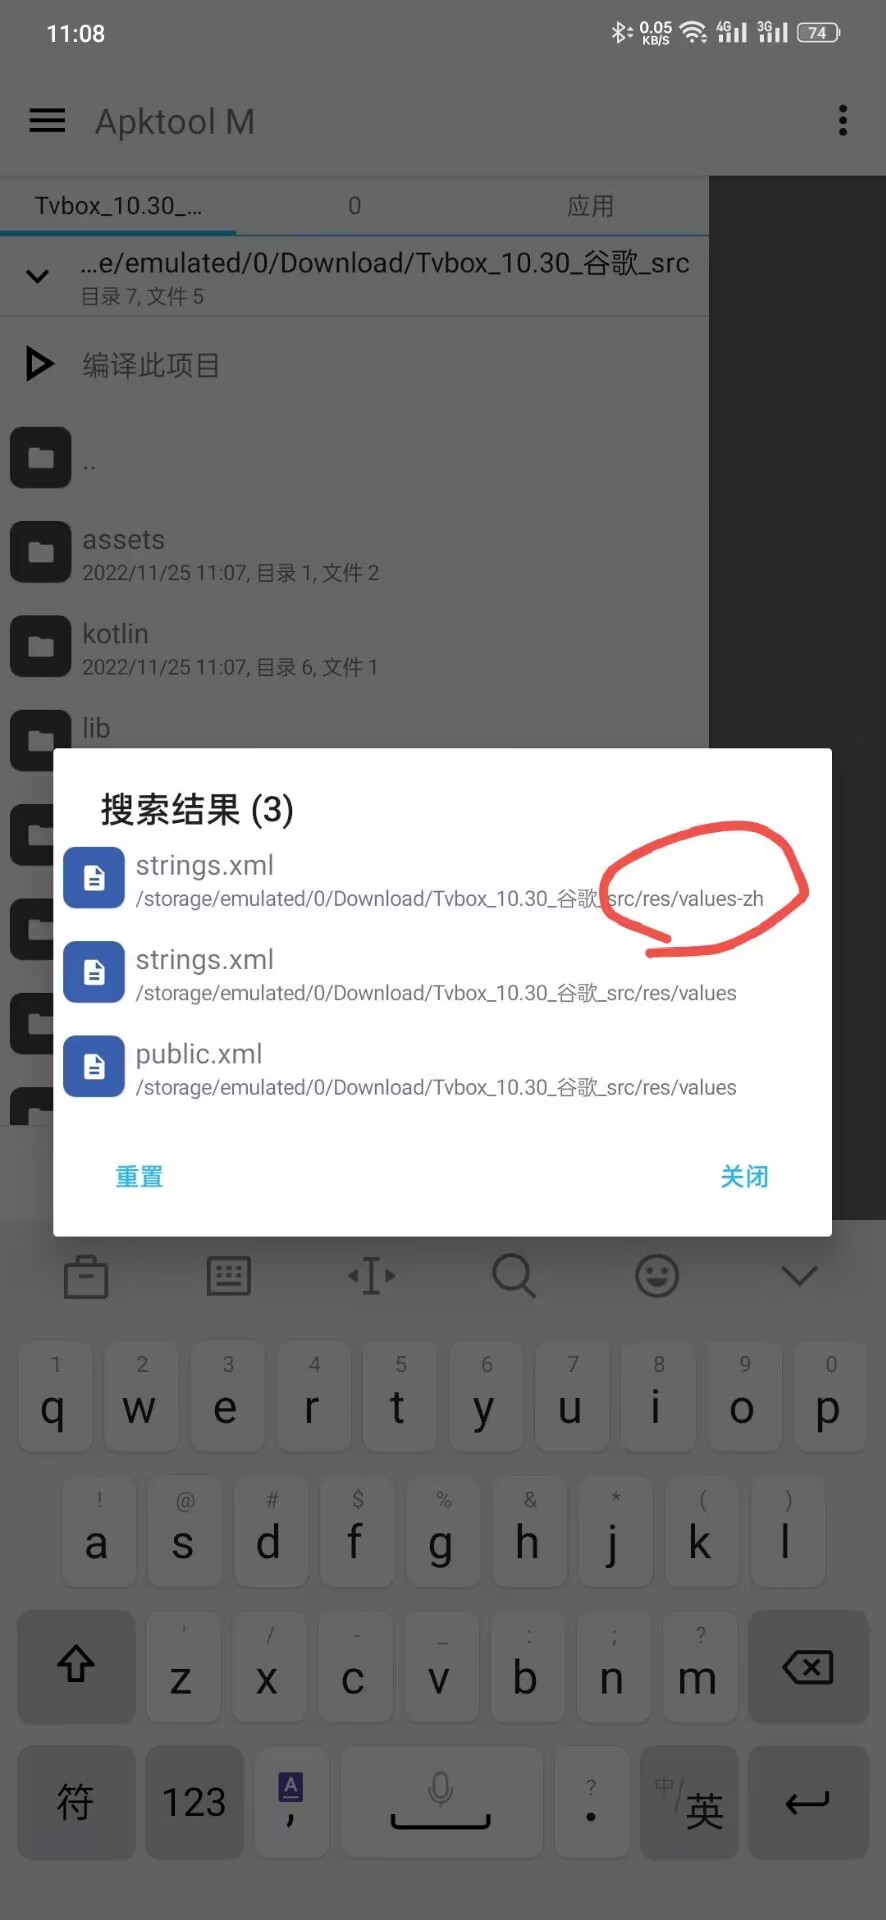 11:08
0.05 KB/S 4G 3G 74
Apktool M
Tvbox_10.30_... 0 应用
...e/emulated/0/Download/Tvbox_10.30_谷歌_src
目录 7, 文件 5
编译此项目
..
assets
2022/11/25 11:07, 目录 1, 文件 2
kotlin
2022/11/25 11:07, 目录 6, 文件 1
lib
搜索结果 (3)
strings.xml
/storage/emulated/0/Download/Tvbox_10.30_谷歌_src/res/values-zh
strings.xml
/storage/emulated/0/Download/Tvbox_10.30_谷歌_src/res/values
public.xml
/storage/emulated/0/Download/Tvbox_10.30_谷歌_src/res/values
重置 关闭
1 2 3 4 5 6 7 8 9 0
q w e r t y u i o p
! @ # $ % & * ( )
a s d f g h j k l
' / - _ : ; ?
z x c v b n m
符 123 A , ? . 中/英